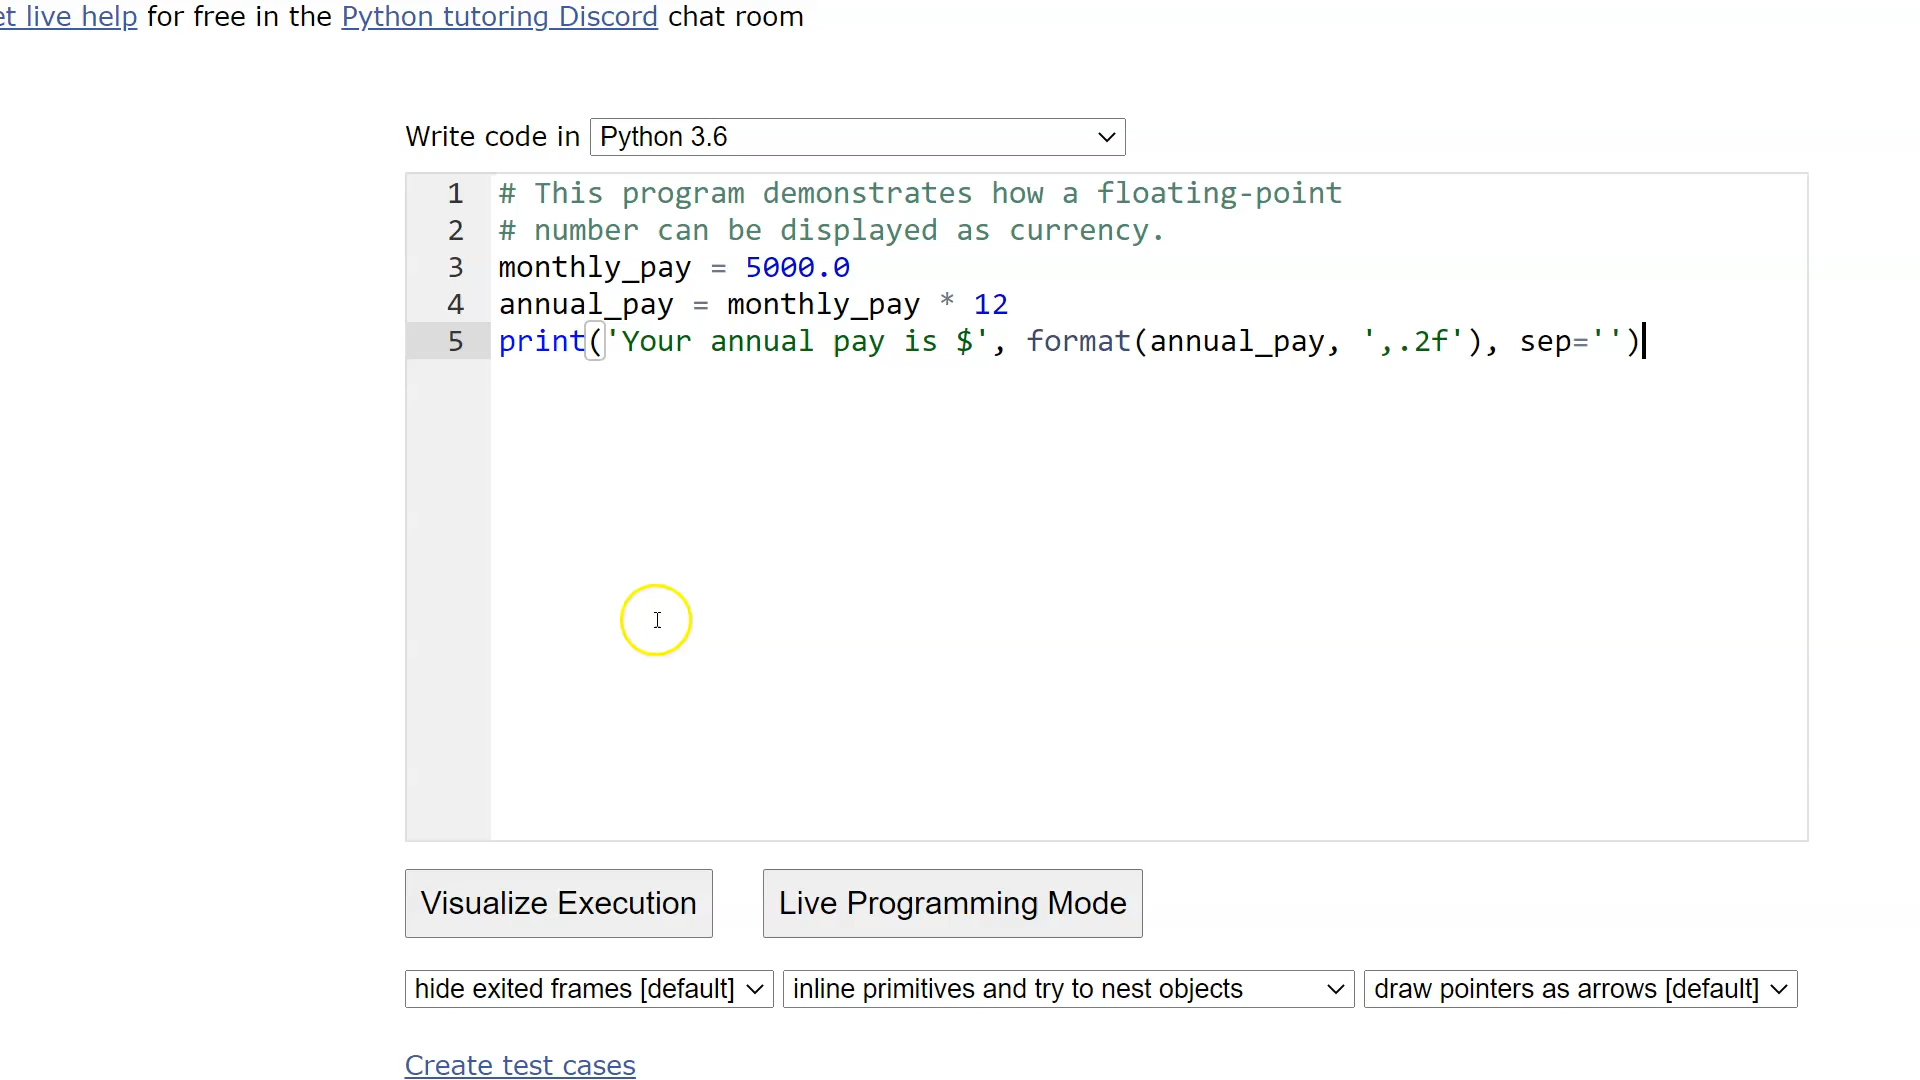 et live help for free in the Python tutoring Discord chat room
Write code in Python 3.6
1 # This program demonstrates how a floating-point
2 # number can be displayed as currency.
3 monthly_pay = 5000.0
4 annual_pay = monthly_pay * 12
5 print('Your annual pay is $', format(annual_pay, ',.2f'), sep='')
Visualize Execution Live Programming Mode
hide exited frames [default] inline primitives and try to nest objects draw pointers as arrows [default]
Create test cases